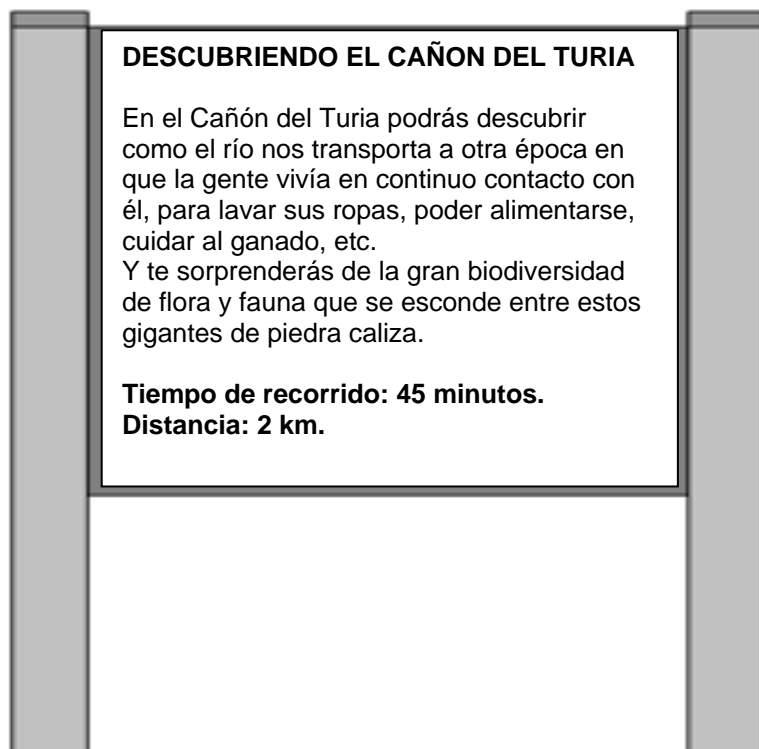 DESCUBRIENDO EL CAÑON DEL TURIA
En el Cañón del Turia podrás descubrir
como el río nos transporta a otra época en
que la gente vivía en continuo contacto con
él, para lavar sus ropas, poder alimentarse,
cuidar al ganado, etc.
Y te sorprenderás de la gran biodiversidad
de flora y fauna que se esconde entre estos
gigantes de piedra caliza.
Tiempo de recorrido: 45 minutos.
Distancia: 2 km.